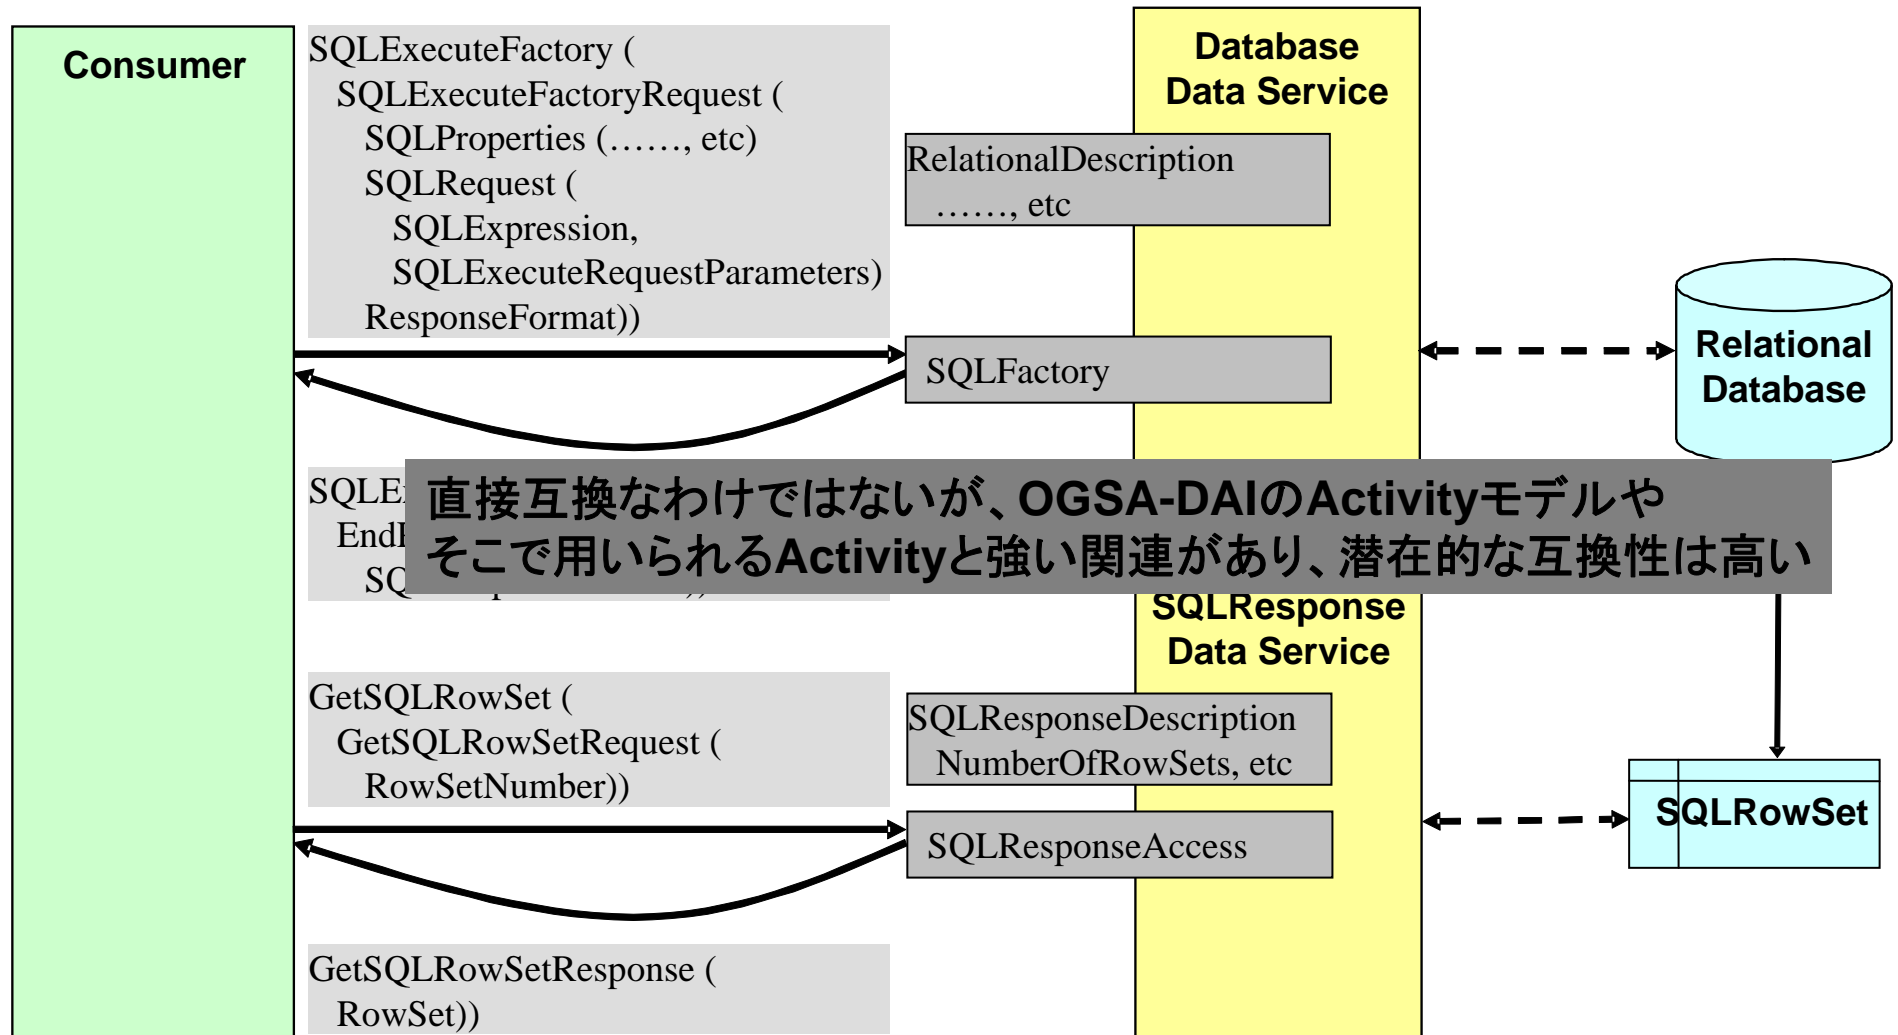 Consumer
SQLExecuteFactory (
SQLExecuteFactoryRequest (
SQLProperties (……, etc)
SQLRequest (
SQLExpression,
SQLExecuteRequestParameters)
ResponseFormat))
Database
Data Service
RelationalDescription
……, etc
SQLFactory
Relational
Database
直接互換なわけではないが、OGSA-DAIのActivityモデルや
そこで用いられるActivityと強い関連があり、潜在的な互換性は高い
SQLResponse
Data Service
GetSQLRowSet (
GetSQLRowSetRequest (
RowSetNumber))
SQLResponseDescription
NumberOfRowSets, etc
SQLResponseAccess
SQLRowSet
GetSQLRowSetResponse (
RowSet))